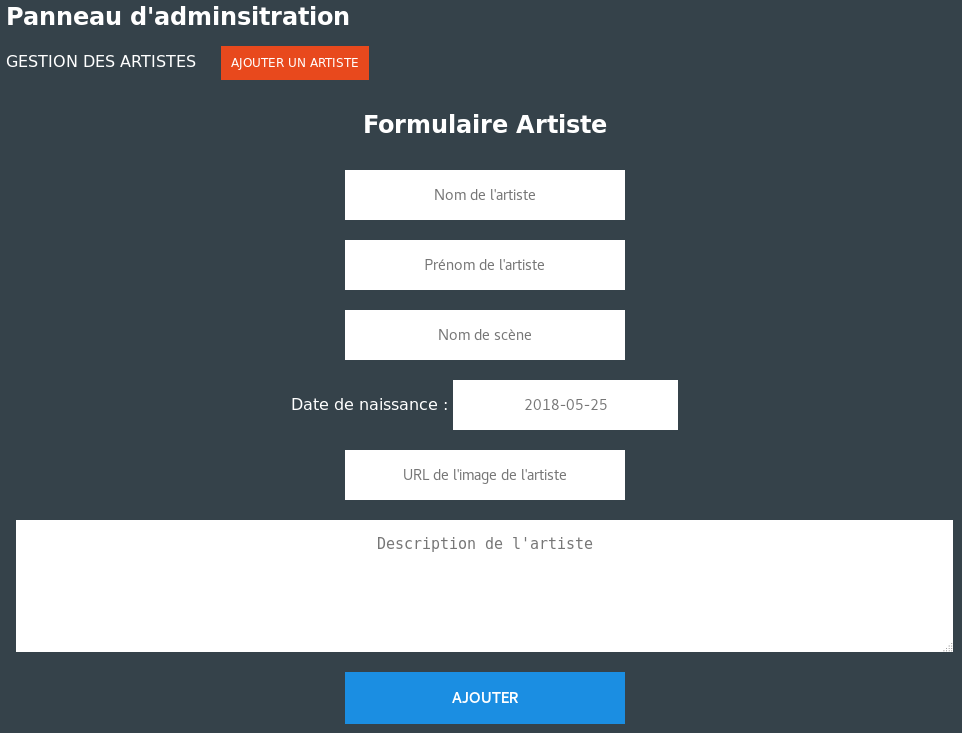 Panneau d'adminsitration
GESTION DES ARTISTES AJOUTER UN ARTISTE
Formulaire Artiste
Nom de l'artiste
Prénom de l'artiste
Nom de scène
Date de naissance : 2018-05-25
URL de l'image de l'artiste
Description de l'artiste
AJOUTER